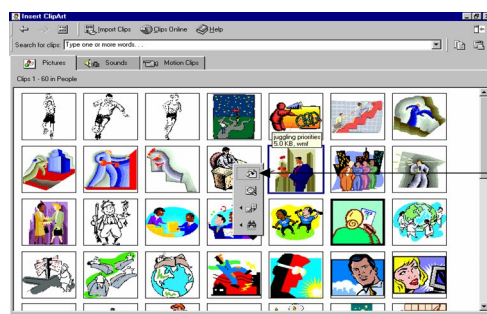 Insert ClipArt
Import Clips Clips Online Help
Search for clips: Type one or more words. . .
Pictures Sounds Motion Clips
Clips 1 - 60 in People
juggling priorities
5.0 KB, wmf